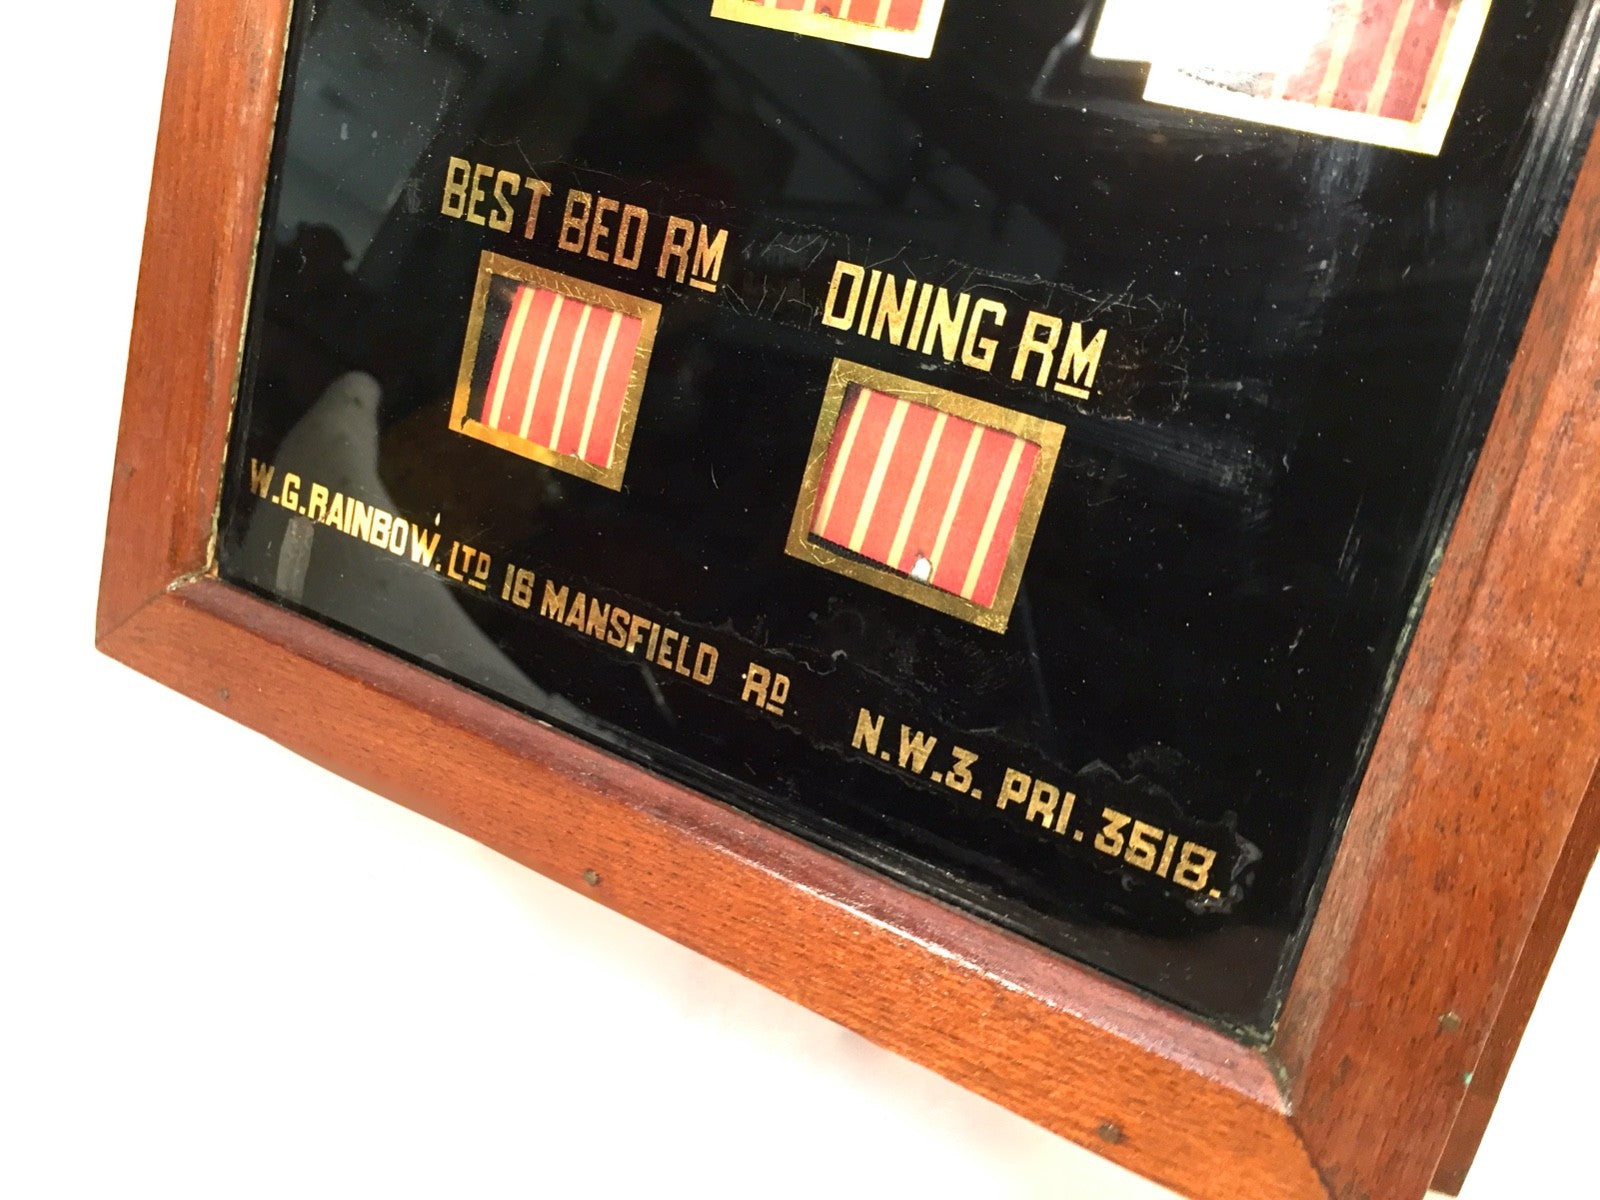 BEST BED RM
DINING RM
W.G. RAINBOW. LTD 16 MANSFIELD RD N.W.3. PRI. 3518.